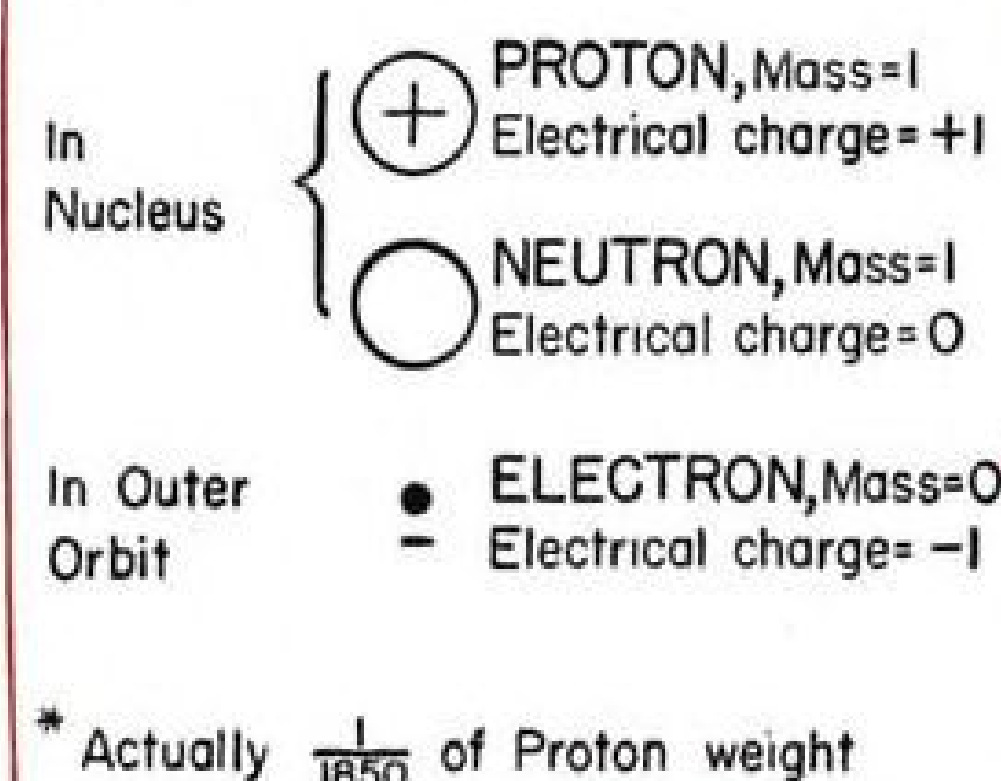 In
Nucleus
+ PROTON, Mass=1
Electrical charge=+1
NEUTRON, Mass=1
Electrical charge=0
In Outer
Orbit
ELECTRON, Mass=0
- Electrical charge=-1
* Actually 1/1850 of Proton weight